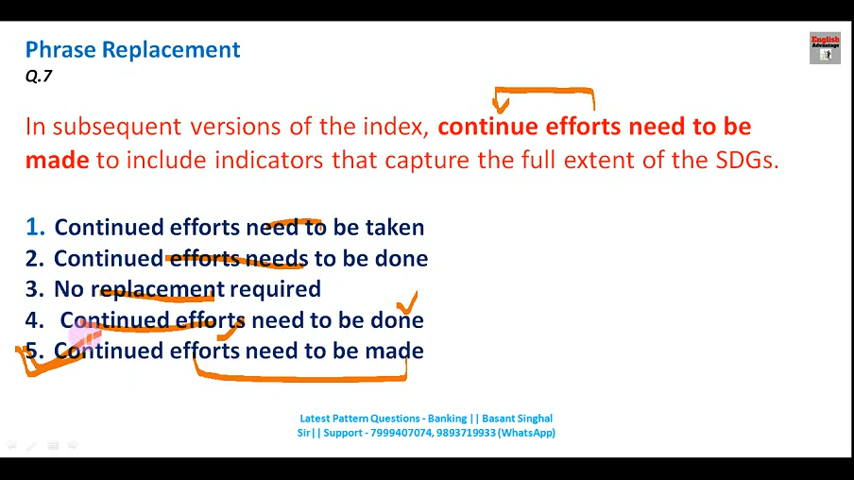 Phrase Replacement
English
Advantage
Q.7
In subsequent versions of the index, continue efforts need to be
made to include indicators that capture the full extent of the SDGs.
1. Continued efforts need to be taken
2. Continued efforts needs to be done
3. No replacement required
4. Continued efforts need to be done
5. Continued efforts need to be made
Latest Pattern Questions - Banking || Basant Singhal
Sir|| Support - 7999407074, 9893719933 (WhatsApp)